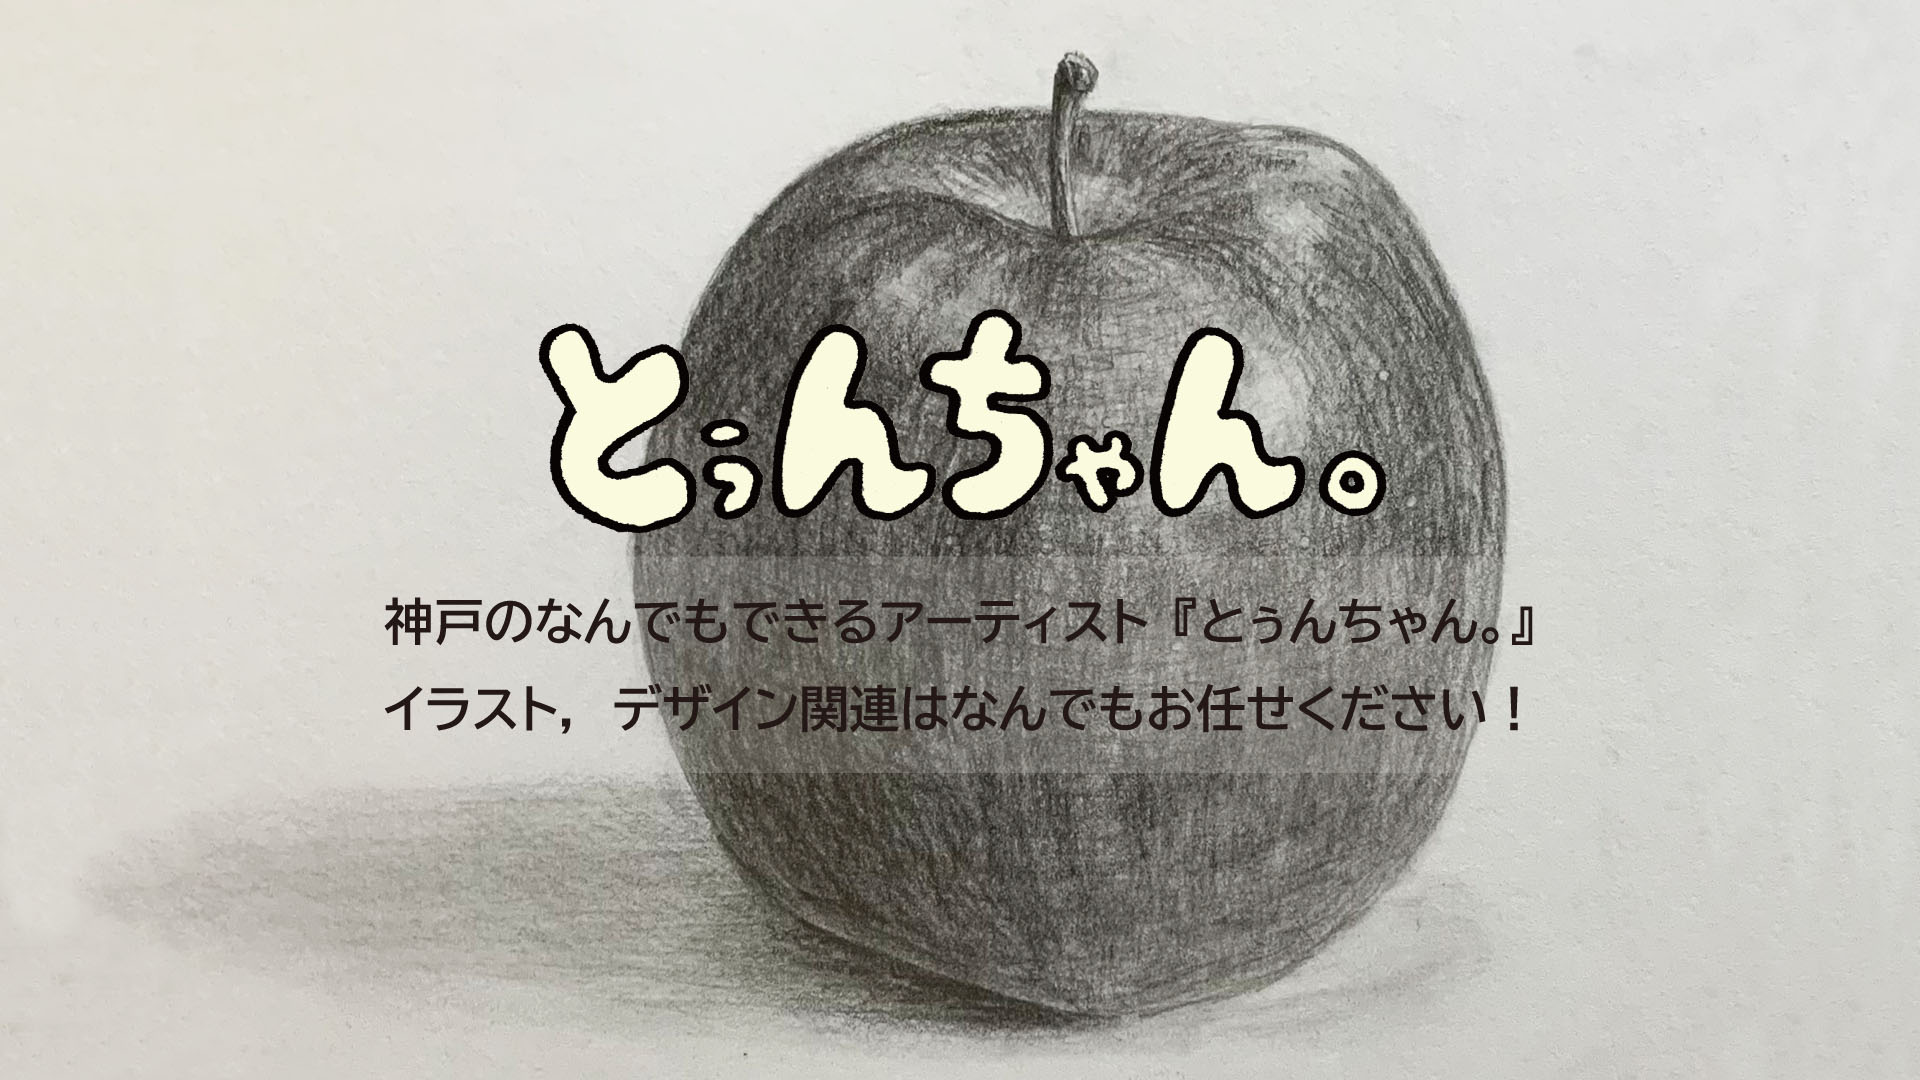 とぅんちゃん。
神戸のなんでもできるアーティスト『とぅんちゃん。』
イラスト，デザイン関連はなんでもお任せください！